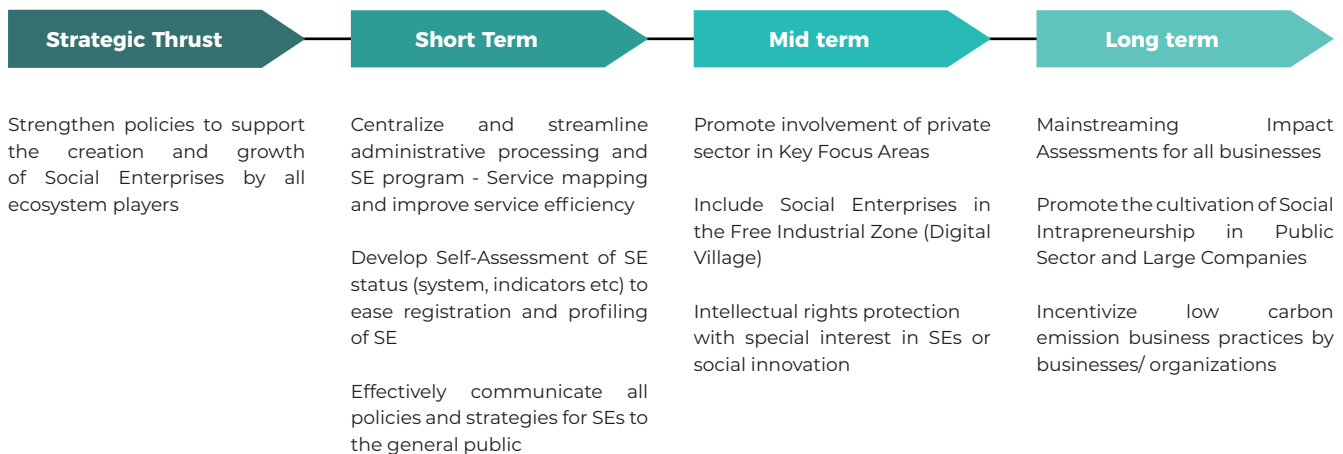 Strategic Thrust
Short Term
Mid term
Long term
Strengthen policies to support
the creation and growth
of Social Enterprises by all
ecosystem players
Centralize and streamline
administrative processing and
SE program - Service mapping
and improve service efficiency
Develop Self-Assessment of SE
status (system, indicators etc) to
ease registration and profiling
of SE
Effectively communicate all
policies and strategies for SEs to
the general public
Promote involvement of private
sector in Key Focus Areas
Include Social Enterprises in
the Free Industrial Zone (Digital
Village)
Intellectual rights protection
with special interest in SEs or
social innovation
Mainstreaming Impact
Assessments for all businesses
Promote the cultivation of Social
Intrapreneurship in Public
Sector and Large Companies
Incentivize low carbon
emission business practices by
businesses/ organizations